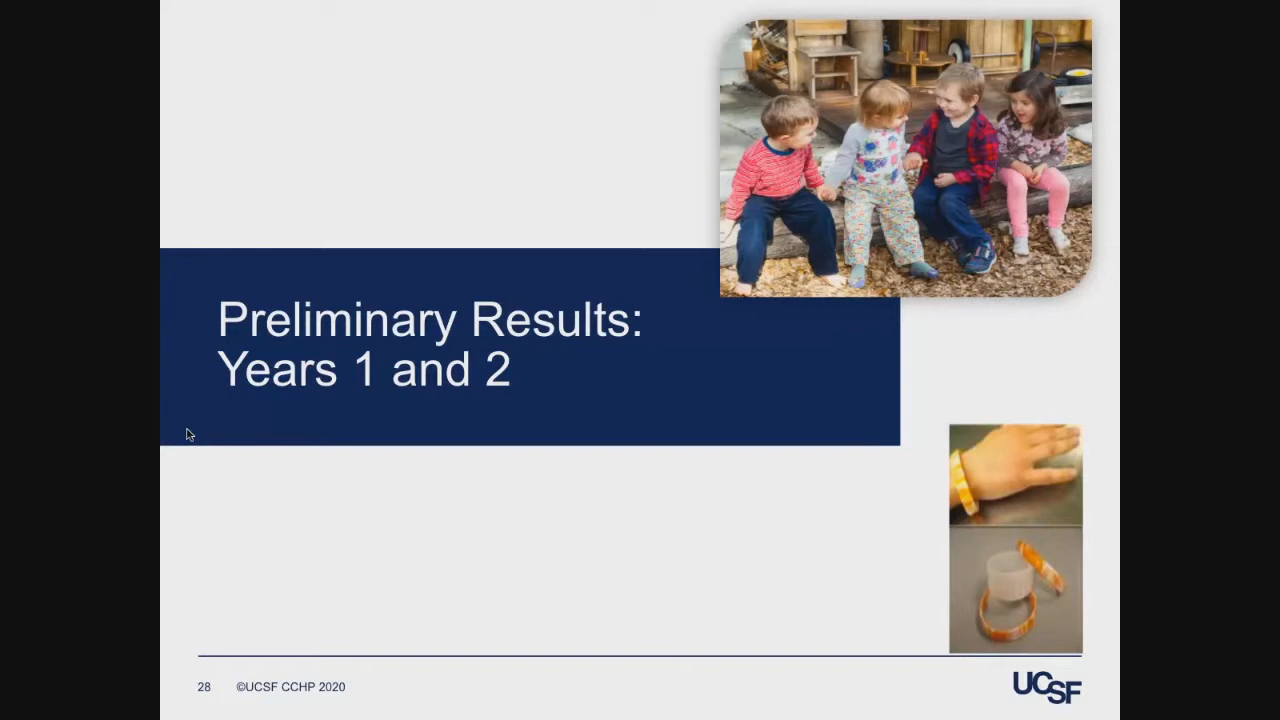 Preliminary Results:
Years 1 and 2
28 ©UCSF CCHP 2020
UCSF